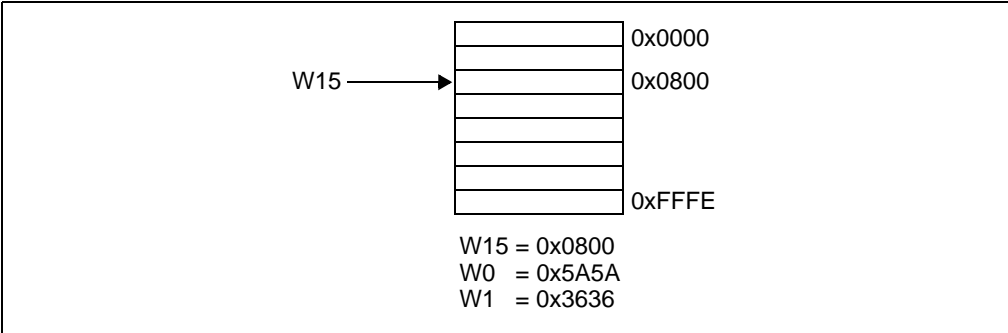 0x0000
W15 0x0800
0xFFFE
W15 = 0x0800
W0 = 0x5A5A
W1 = 0x3636